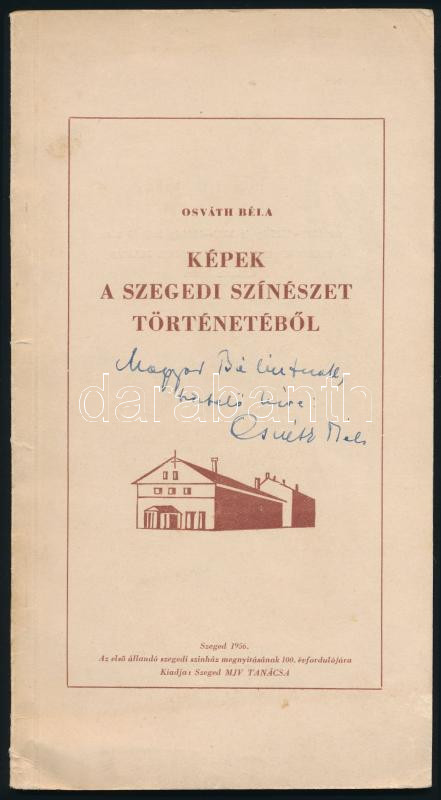 OSVÁTH BÉLA
KÉPEK
A SZEGEDI SZÍNÉSZET
TÖRTÉNETÉBŐL
Magyar Bálintnak,
darabanth
Osváth Béla
Szeged 1956.
Az első állandó szegedi színház megnyitásának 100. évfordulójára
Kiadja: Szeged MJV TANÁCSA